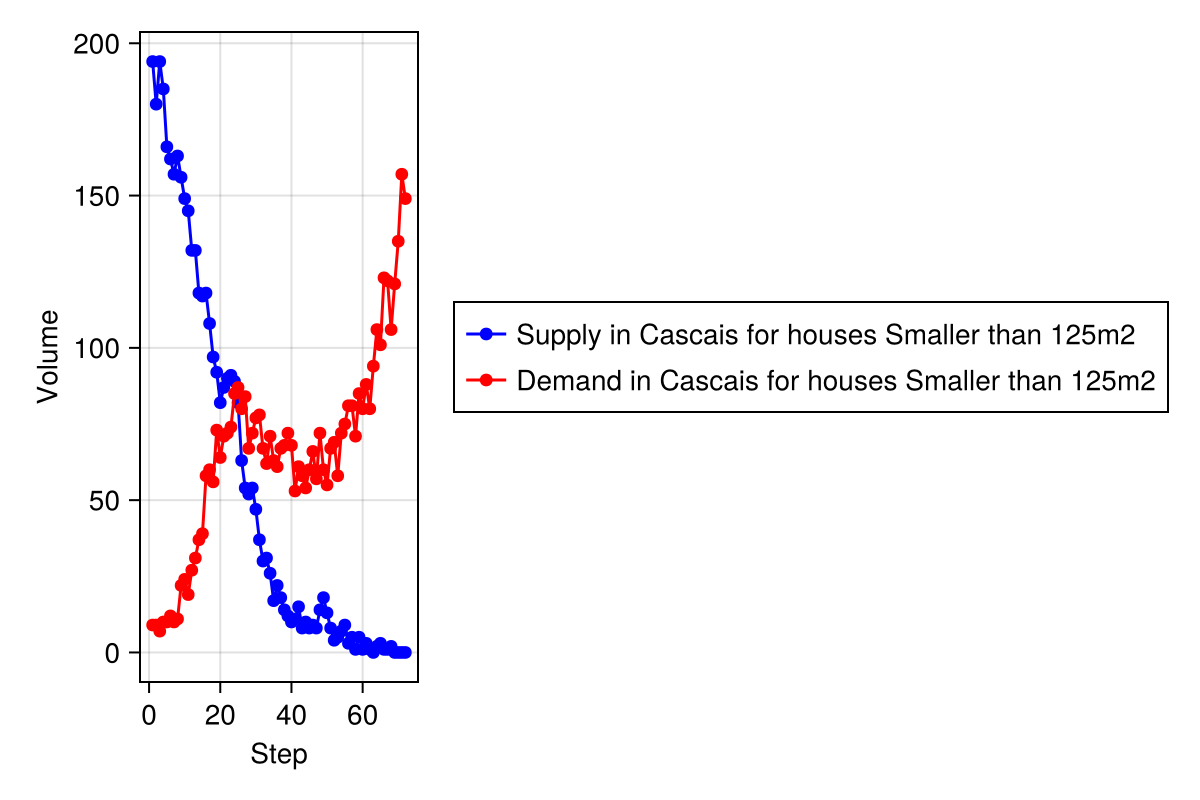 200
150
100
50
0
Volume
0 20 40 60
Step
Supply in Cascais for houses Smaller than 125m2
Demand in Cascais for houses Smaller than 125m2